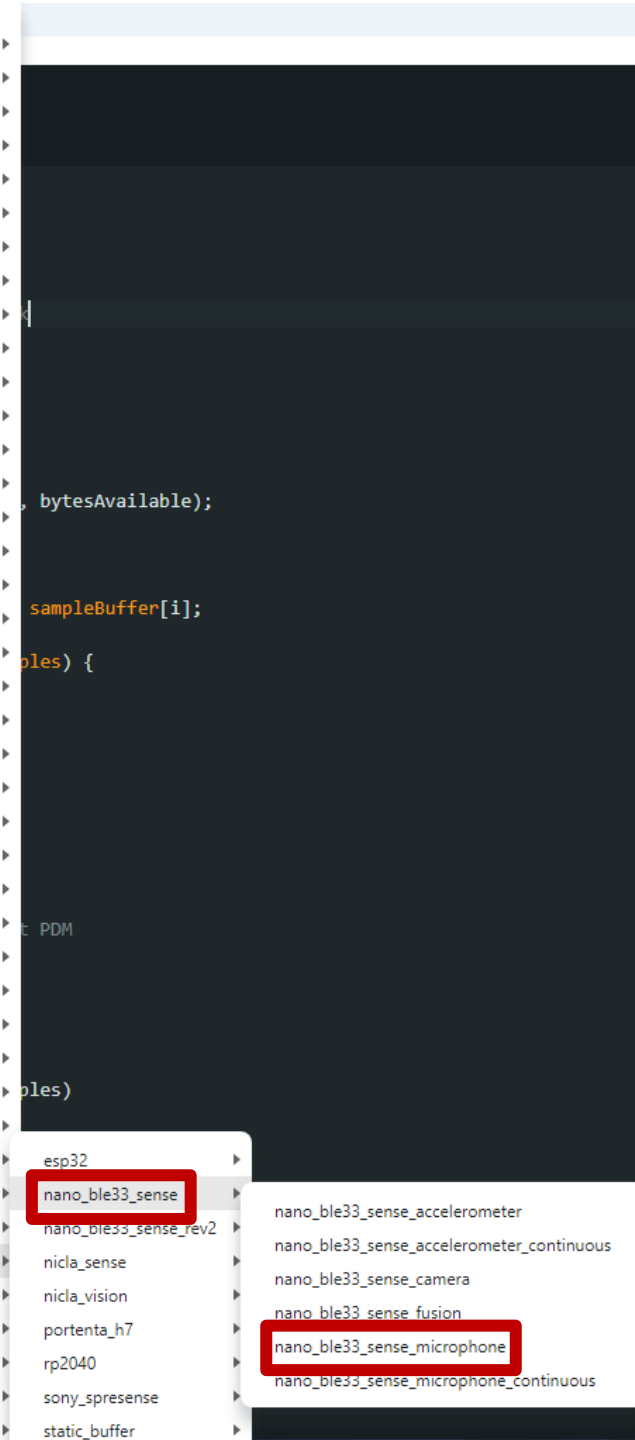 , bytesAvailable);
sampleBuffer[i];
ples) {
t PDM
ples)
esp32
nano_ble33_sense
nano_ble33_sense_rev2
nicla_sense
nicla_vision
portenta_h7
rp2040
sony_spresense
static_buffer
nano_ble33_sense_accelerometer
nano_ble33_sense_accelerometer_continuous
nano_ble33_sense_camera
nano_ble33_sense_fusion
nano_ble33_sense_microphone
nano_ble33_sense_microphone_continuous